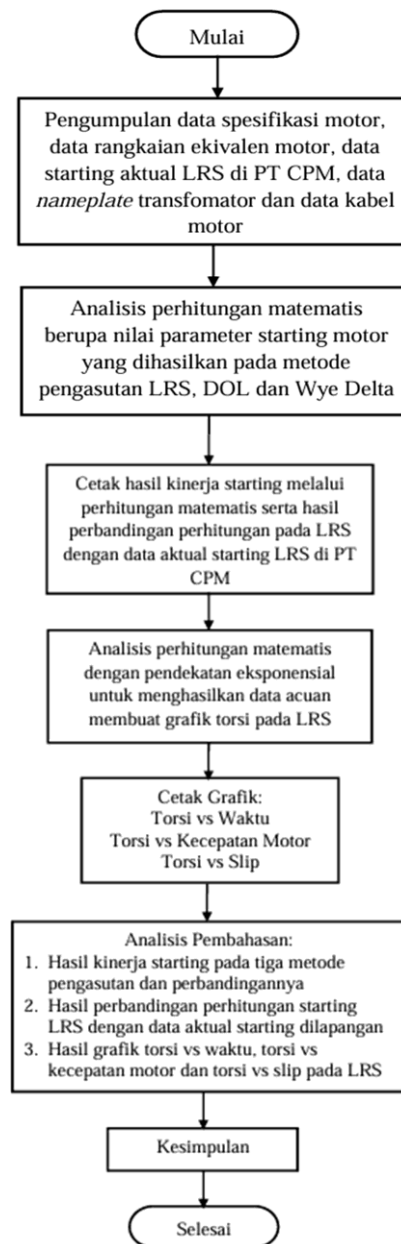 Mulai
Pengumpulan data spesifikasi motor,
data rangkaian ekivalen motor, data
starting aktual LRS di PT CPM, data
nameplate transfomator dan data kabel
motor
Analisis perhitungan matematis
berupa nilai parameter starting motor
yang dihasilkan pada metode
pengasutan LRS, DOL dan Wye Delta
Cetak hasil kinerja starting melalui
perhitungan matematis serta hasil
perbandingan perhitungan pada LRS
dengan data aktual starting LRS di PT
CPM
Analisis perhitungan matematis
dengan pendekatan eksponensial
untuk menghasilkan data acuan
membuat grafik torsi pada LRS
Cetak Grafik:
Torsi vs Waktu
Torsi vs Kecepatan Motor
Torsi vs Slip
Analisis Pembahasan:
1. Hasil kinerja starting pada tiga metode
pengasutan dan perbandingannya
2. Hasil perbandingan perhitungan starting
LRS dengan data aktual starting dilapangan
3. Hasil grafik torsi vs waktu, torsi vs
kecepatan motor dan torsi vs slip pada LRS
Kesimpulan
Selesai